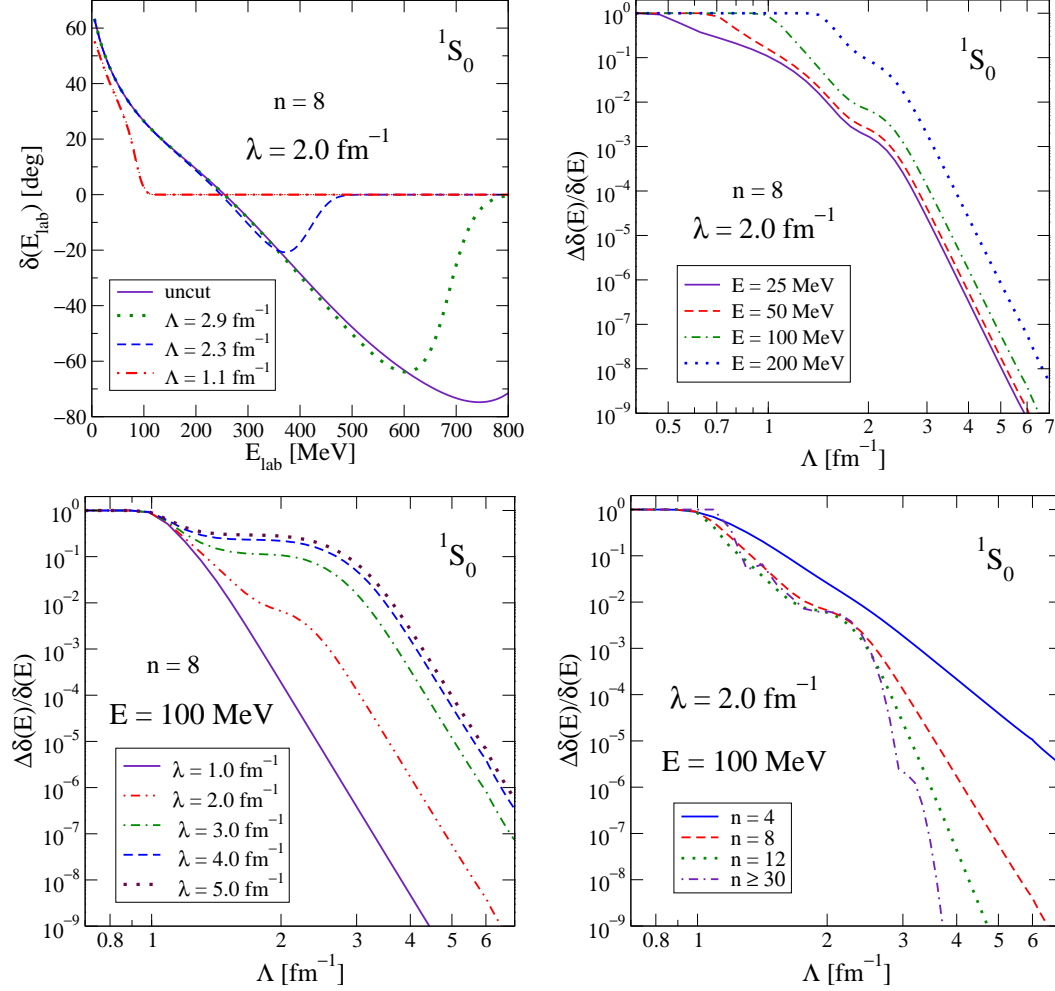 60
40
20
0
−20
−40
−60
−80
δ(E_lab) [deg]
¹S₀
n = 8
λ = 2.0 fm⁻¹
uncut
Λ = 2.9 fm⁻¹
Λ = 2.3 fm⁻¹
Λ = 1.1 fm⁻¹
0 100 200 300 400 500 600 700 800
E_lab [MeV]
10⁰
10⁻¹
10⁻²
10⁻³
10⁻⁴
10⁻⁵
10⁻⁶
10⁻⁷
10⁻⁸
10⁻⁹
Δδ(E)/δ(E)
¹S₀
n = 8
λ = 2.0 fm⁻¹
E = 25 MeV
E = 50 MeV
E = 100 MeV
E = 200 MeV
0.5 0.7 1 2 3 4 5 6 7
Λ [fm⁻¹]
10⁰
10⁻¹
10⁻²
10⁻³
10⁻⁴
10⁻⁵
10⁻⁶
10⁻⁷
10⁻⁸
10⁻⁹
Δδ(E)/δ(E)
¹S₀
n = 8
E = 100 MeV
λ = 1.0 fm⁻¹
λ = 2.0 fm⁻¹
λ = 3.0 fm⁻¹
λ = 4.0 fm⁻¹
λ = 5.0 fm⁻¹
0.8 1 2 3 4 5 6
Λ [fm⁻¹]
10⁰
10⁻¹
10⁻²
10⁻³
10⁻⁴
10⁻⁵
10⁻⁶
10⁻⁷
10⁻⁸
10⁻⁹
Δδ(E)/δ(E)
¹S₀
λ = 2.0 fm⁻¹
E = 100 MeV
n = 4
n = 8
n = 12
n ≥ 30
0.8 1 2 3 4 5 6
Λ [fm⁻¹]